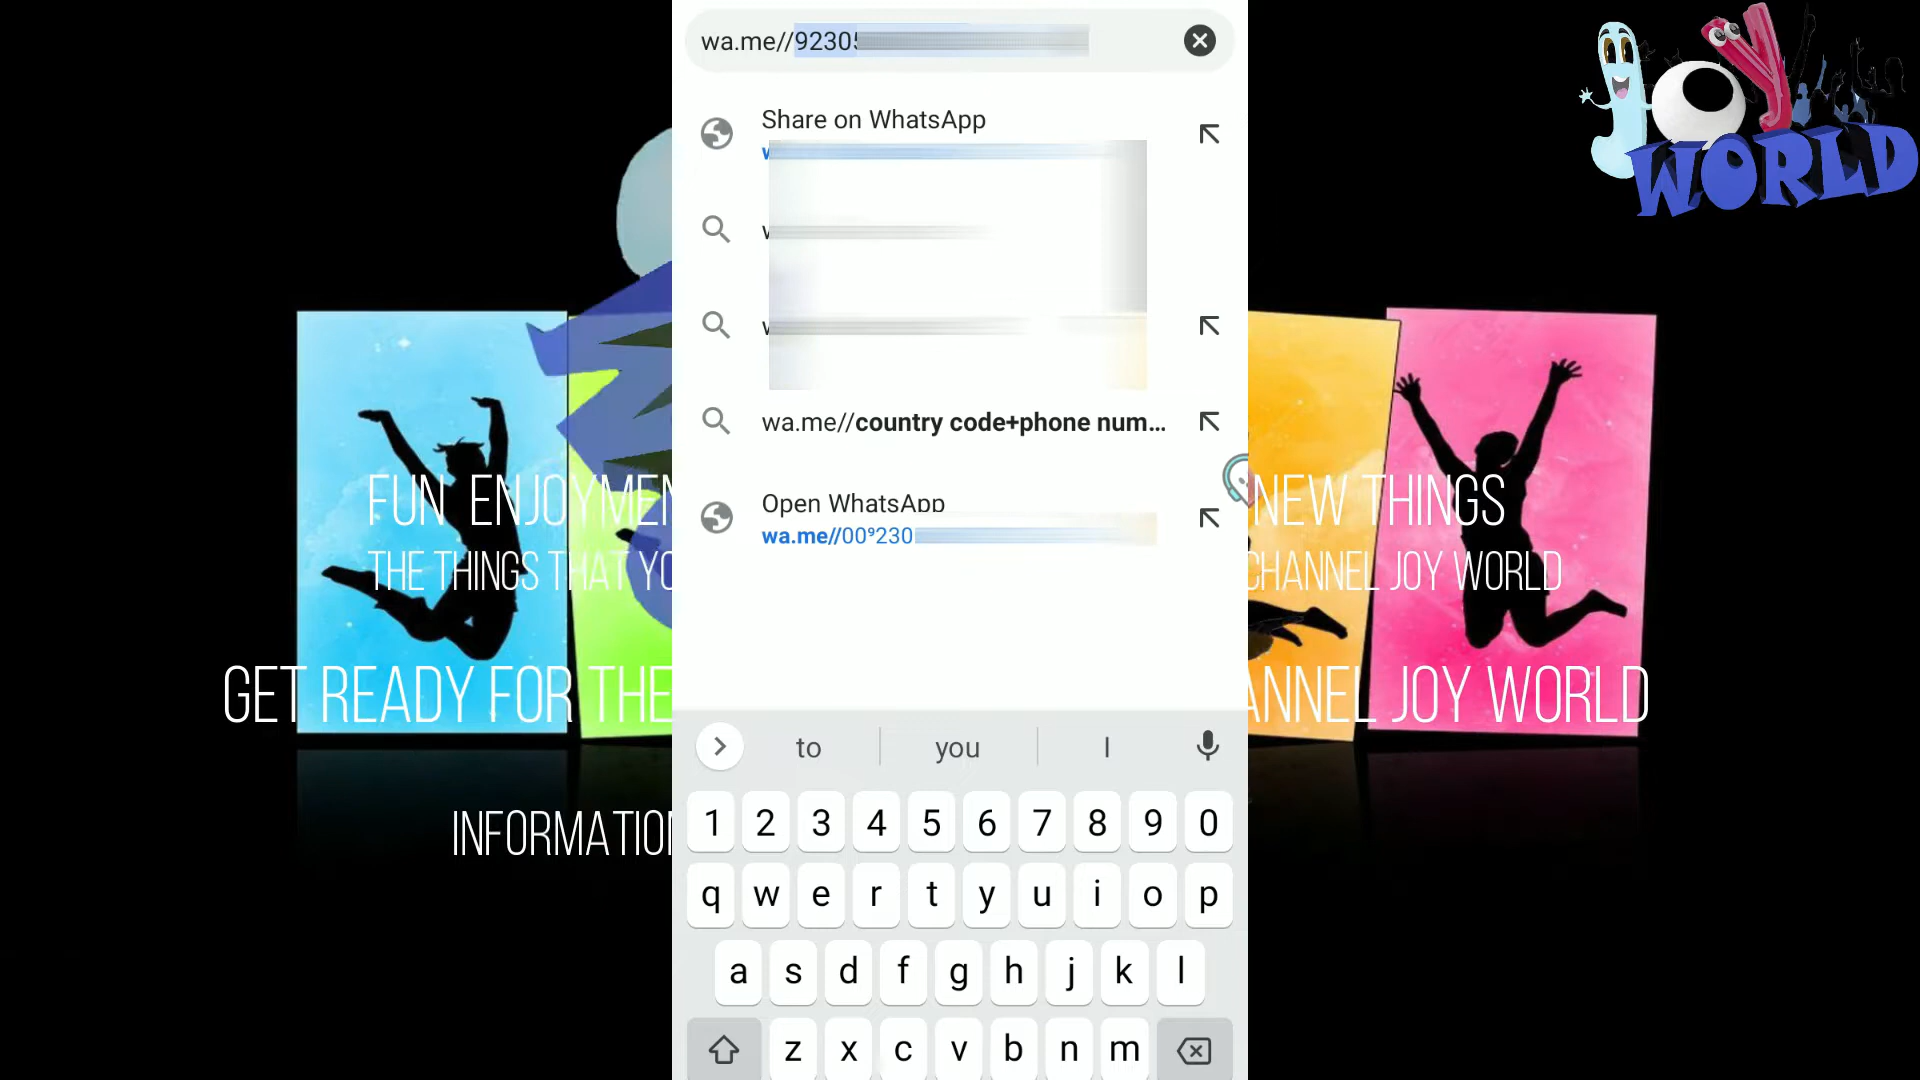 JOY
WORLD
wa.me//9230
Share on WhatsApp
wa.me//country code+phone num...
Open WhatsApp
wa.me//00⁹230
FUN ENJOYMEN
NEW THINGS
THE THINGS THAT YO
CHANNEL JOY WORLD
GET READY FOR THE
ANNEL JOY WORLD
INFORMATION
to you I
1 2 3 4 5 6 7 8 9 0
q w e r t y u i o p
a s d f g h j k l
z x c v b n m